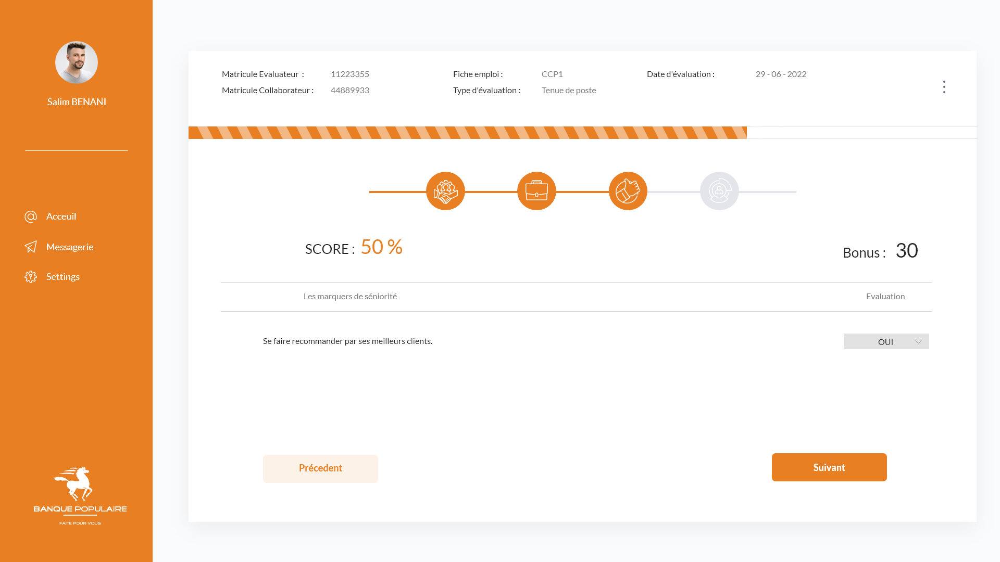 Salim BENANI
Acceuil
Messagerie
Settings
BANQUE POPULAIRE
FAITE POUR VOUS
Matricule Evaluateur : 11223355
Matricule Collaborateur : 44889933
Fiche emploi : CCP1
Type d'évaluation : Tenue de poste
Date d'évaluation : 29 - 06 - 2022
SCORE : 50 %
Bonus : 30
Les marquers de séniorité
Evaluation
Se faire recommander par ses meilleurs clients.
OUI
Précedent
Suivant